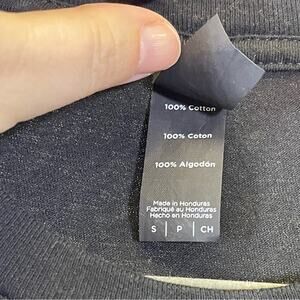 100% Cotton
100% Coton
100% Algodón
Made in Honduras
Fabriqué au Honduras
Hecho en Honduras
S | P | CH